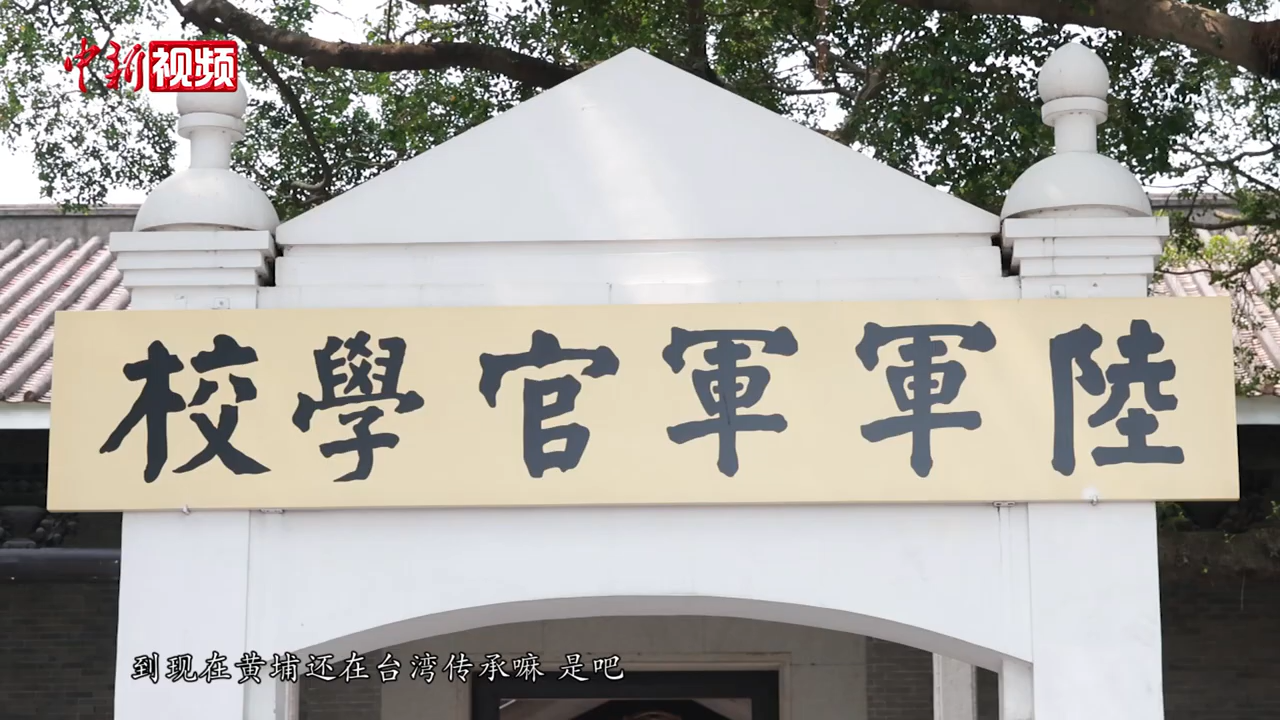 中新视频
陸軍軍官學校
到现在黄埔还在台湾传承嘛 是吧